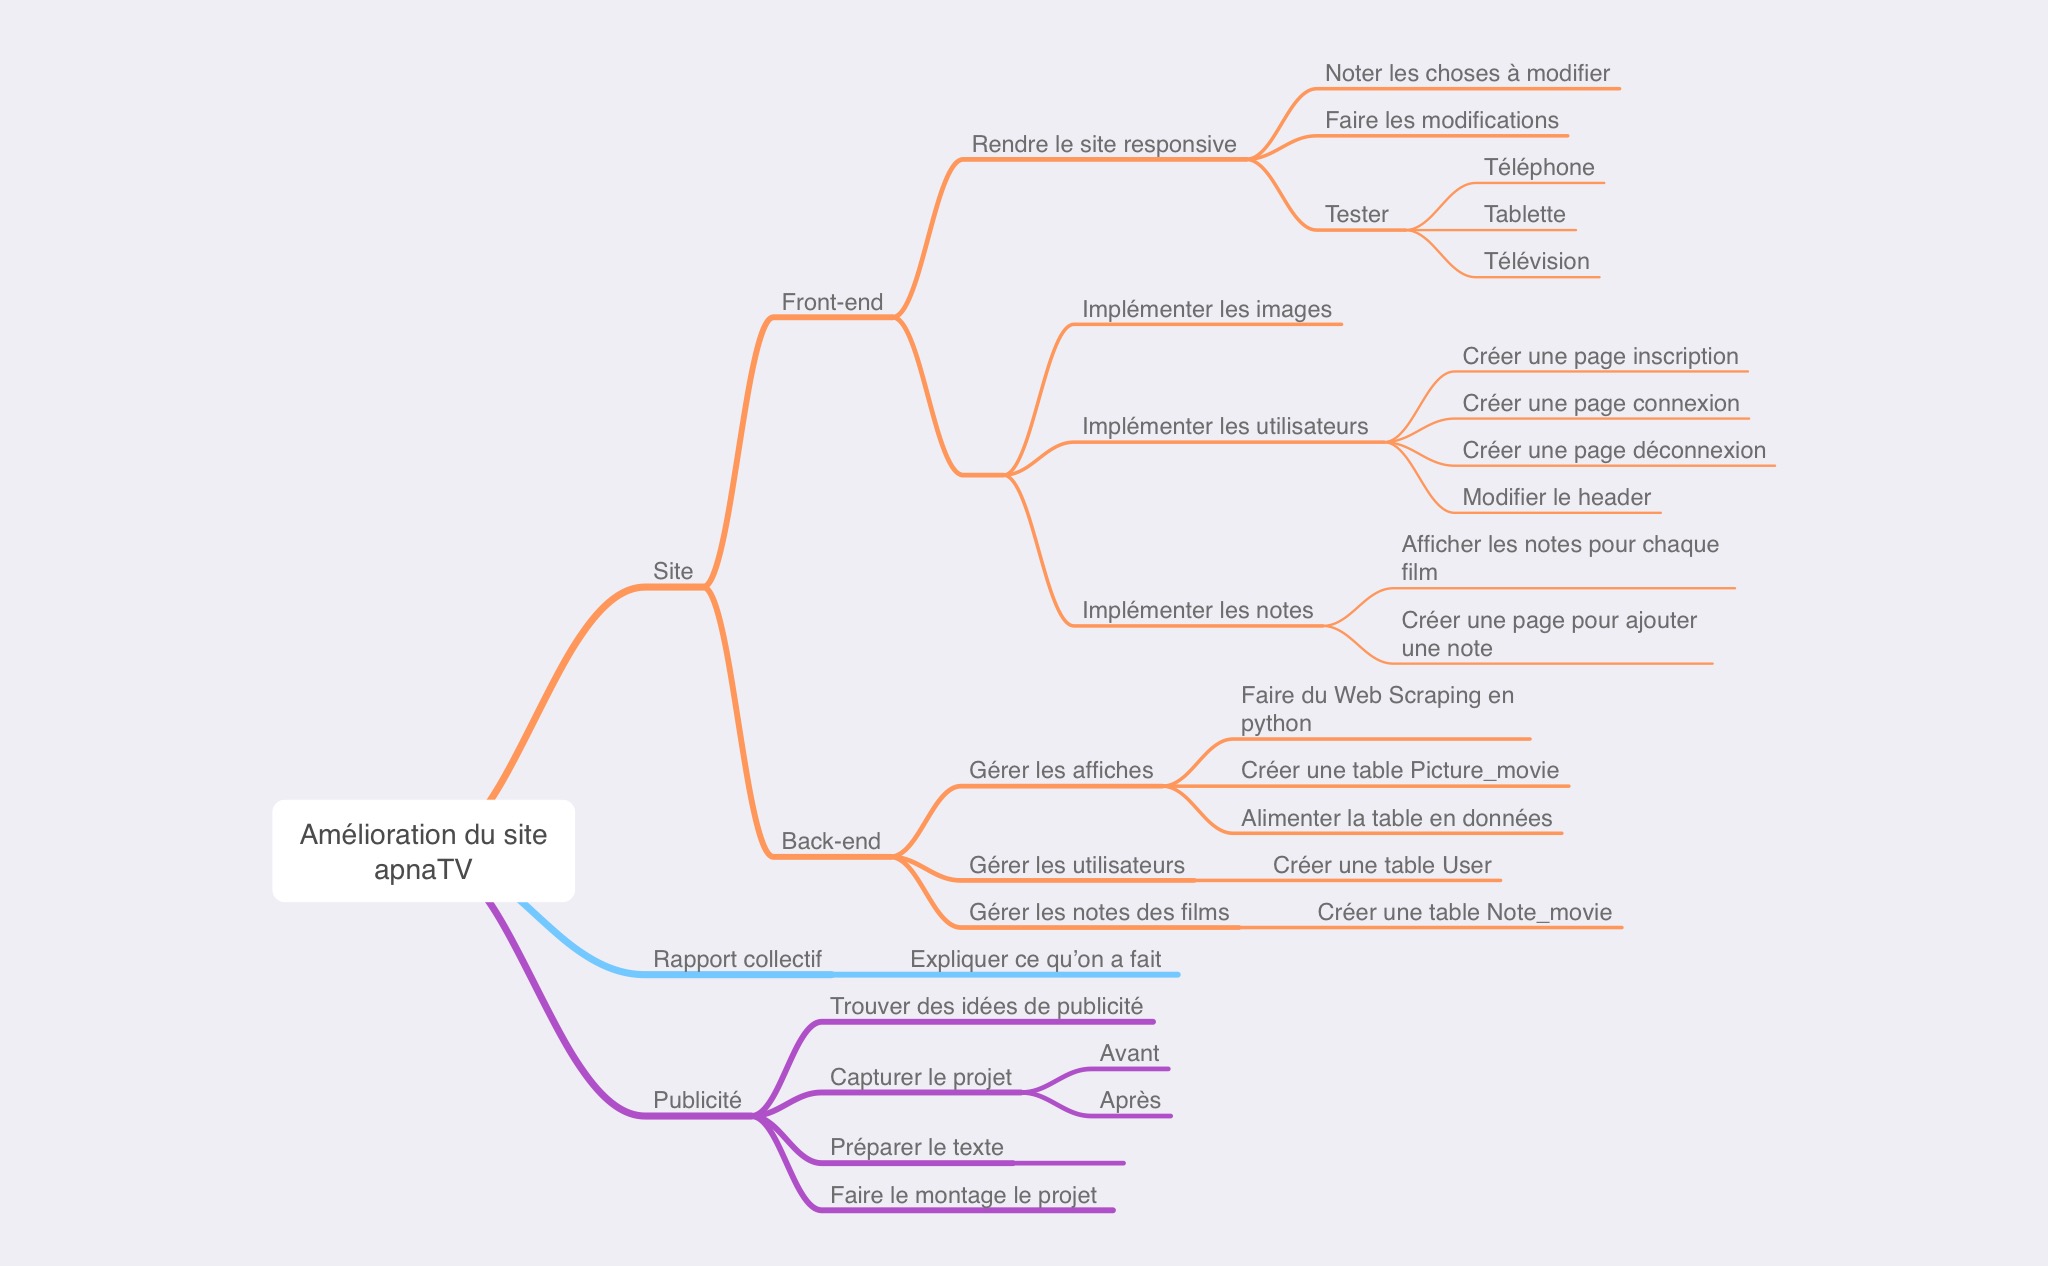 Amélioration du site
apnaTV
Site
Front-end
Rendre le site responsive
Noter les choses à modifier
Faire les modifications
Tester
Téléphone
Tablette
Télévision
Implémenter les images
Implémenter les utilisateurs
Créer une page inscription
Créer une page connexion
Créer une page déconnexion
Modifier le header
Implémenter les notes
Afficher les notes pour chaque
film
Créer une page pour ajouter
une note
Back-end
Gérer les affiches
Faire du Web Scraping en
python
Créer une table Picture_movie
Alimenter la table en données
Gérer les utilisateurs
Créer une table User
Gérer les notes des films
Créer une table Note_movie
Rapport collectif
Expliquer ce qu’on a fait
Publicité
Trouver des idées de publicité
Capturer le projet
Avant
Après
Préparer le texte
Faire le montage le projet